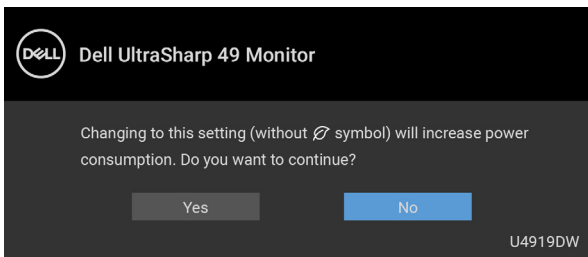 DELL
Dell UltraSharp 49 Monitor
Changing to this setting (without symbol) will increase power
consumption. Do you want to continue?
Yes
No
U4919DW